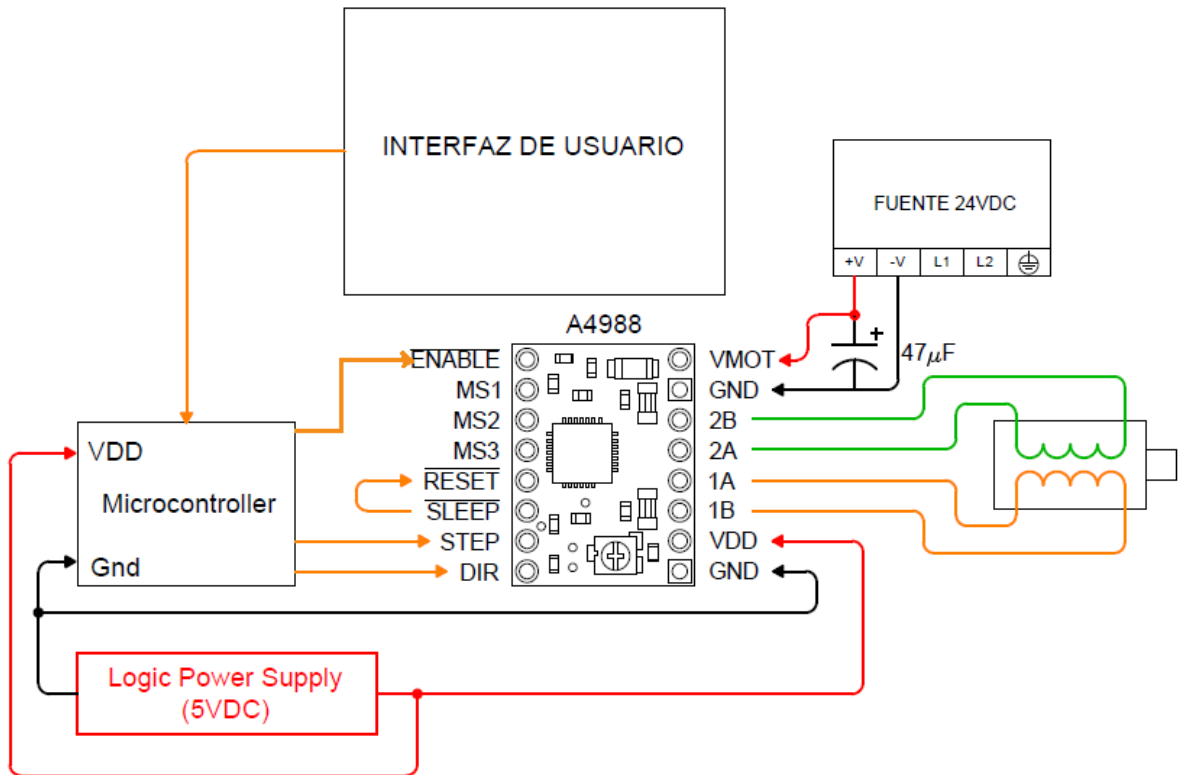 INTERFAZ DE USUARIO
FUENTE 24VDC
+V -V L1 L2
A4988
+
47µF
ENABLE
MS1
MS2
MS3
RESET
SLEEP
STEP
DIR
VMOT
GND
2B
2A
1A
1B
VDD
GND
VDD
Microcontroller
Gnd
Logic Power Supply
(5VDC)